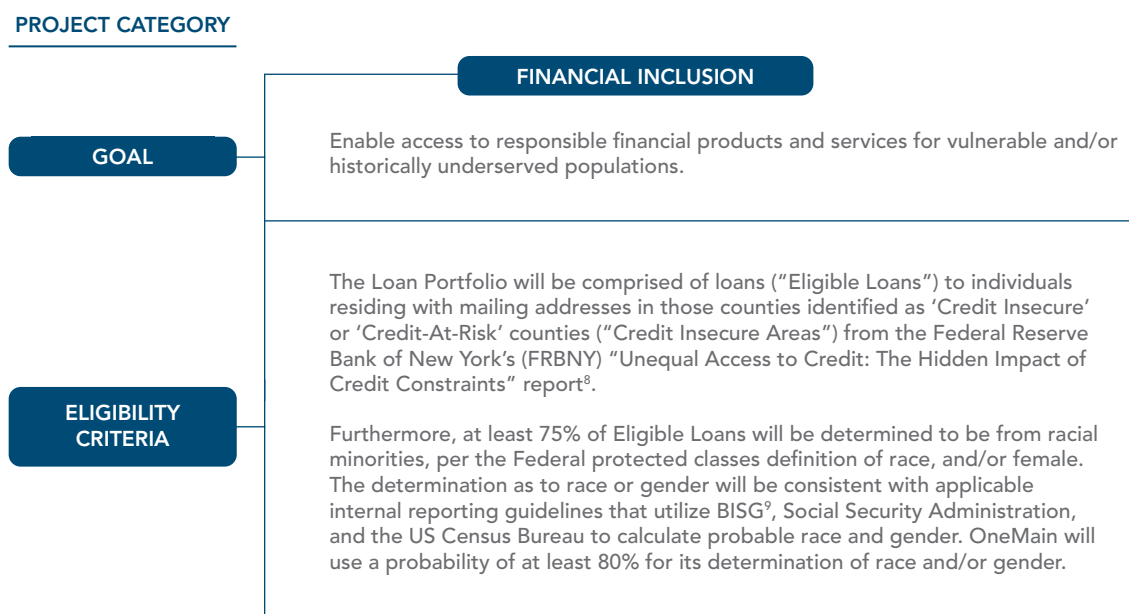 PROJECT CATEGORY
FINANCIAL INCLUSION
GOAL
Enable access to responsible financial products and services for vulnerable and/or
historically underserved populations.
The Loan Portfolio will be comprised of loans (“Eligible Loans”) to individuals
residing with mailing addresses in those counties identified as ‘Credit Insecure’
or ‘Credit-At-Risk’ counties (“Credit Insecure Areas”) from the Federal Reserve
Bank of New York’s (FRBNY) “Unequal Access to Credit: The Hidden Impact of
Credit Constraints” report⁸.
ELIGIBILITY
CRITERIA
Furthermore, at least 75% of Eligible Loans will be determined to be from racial
minorities, per the Federal protected classes definition of race, and/or female.
The determination as to race or gender will be consistent with applicable
internal reporting guidelines that utilize BISG⁹, Social Security Administration,
and the US Census Bureau to calculate probable race and gender. OneMain will
use a probability of at least 80% for its determination of race and/or gender.